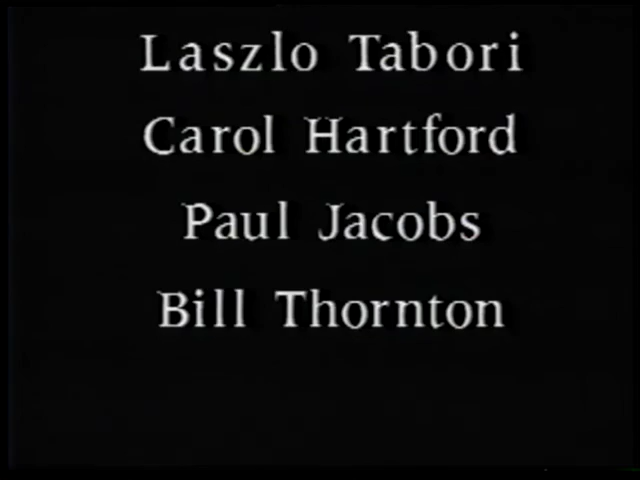 Laszlo Tabori
Carol Hartford
Paul Jacobs
Bill Thornton